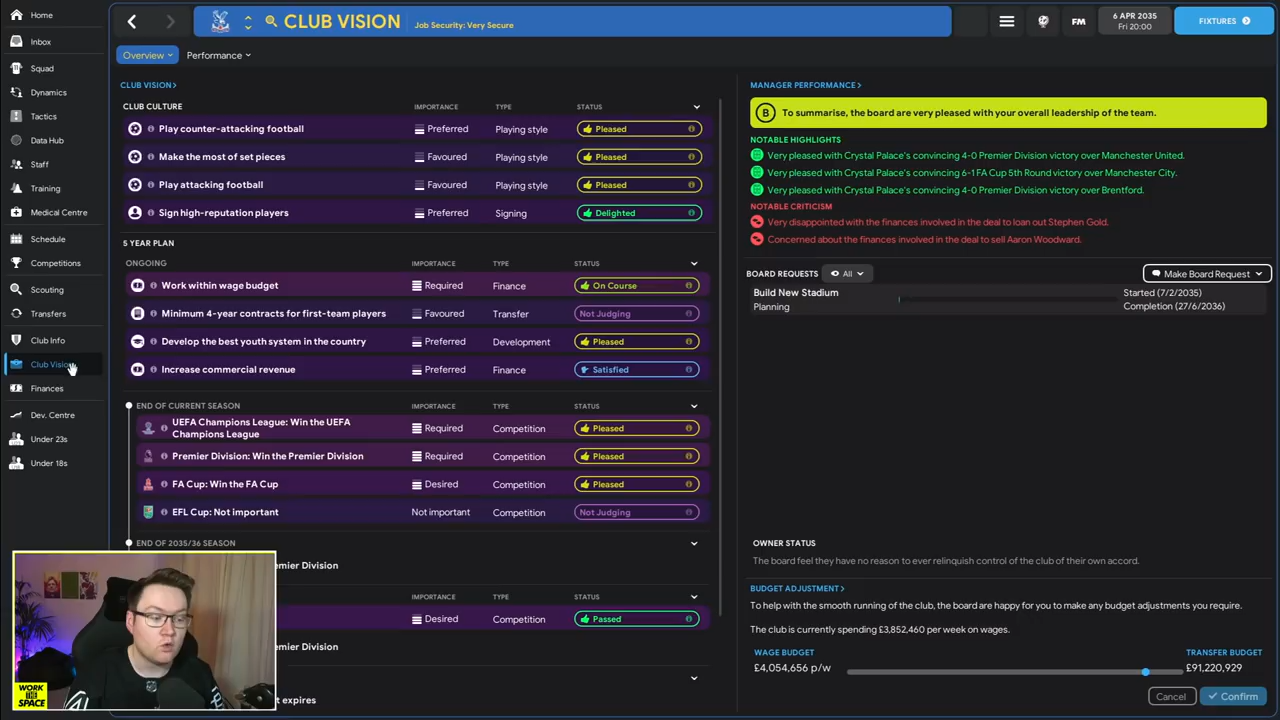 Home
Inbox
Squad
Dynamics
Tactics
Data Hub
Staff
Training
Medical Centre
Schedule
Competitions
Scouting
Transfers
Club Info
Club Vision
Finances
Dev. Centre
Under 23s
Under 18s
CLUB VISION
Job Security: Very Secure
FM
6 APR 2035
Fri 20:00
FIXTURES
Overview
Performance
CLUB VISION>
CLUB CULTURE IMPORTANCE TYPE STATUS
Play counter-attacking football Preferred Playing style Pleased
Make the most of set pieces Favoured Playing style Pleased
Play attacking football Favoured Playing style Pleased
Sign high-reputation players Preferred Signing Delighted
5 YEAR PLAN
ONGOING IMPORTANCE TYPE STATUS
Work within wage budget Required Finance On Course
Minimum 4-year contracts for first-team players Favoured Transfer Not Judging
Develop the best youth system in the country Preferred Development Pleased
Increase commercial revenue Preferred Finance Satisfied
END OF CURRENT SEASON IMPORTANCE TYPE STATUS
UEFA Champions League: Win the UEFA
Champions League Required Competition Pleased
Premier Division: Win the Premier Division Required Competition Pleased
FA Cup: Win the FA Cup Desired Competition Pleased
EFL Cup: Not important Not important Competition Not Judging
END OF 2035/36 SEASON
emier Division
IMPORTANCE TYPE STATUS
Desired Competition Passed
emier Division
t expires
WORK
THE
SPACE
MANAGER PERFORMANCE>
B To summarise, the board are very pleased with your overall leadership of the team.
NOTABLE HIGHLIGHTS
Very pleased with Crystal Palace's convincing 4-0 Premier Division victory over Manchester United.
Very pleased with Crystal Palace's convincing 6-1 FA Cup 5th Round victory over Manchester City.
Very pleased with Crystal Palace's convincing 4-0 Premier Division victory over Brentford.
NOTABLE CRITICISM
Very disappointed with the finances involved in the deal to loan out Stephen Gold.
Concerned about the finances involved in the deal to sell Aaron Woodward.
BOARD REQUESTS All Make Board Request
Build New Stadium Started (7/2/2035)
Planning Completion (27/6/2036)
OWNER STATUS
The board feel they have no reason to ever relinquish control of the club of their own accord.
BUDGET ADJUSTMENT>
To help with the smooth running of the club, the board are happy for you to make any budget adjustments you require.
The club is currently spending £3,852,460 per week on wages.
WAGE BUDGET TRANSFER BUDGET
£4,054,656 p/w £91,220,929
Cancel Confirm